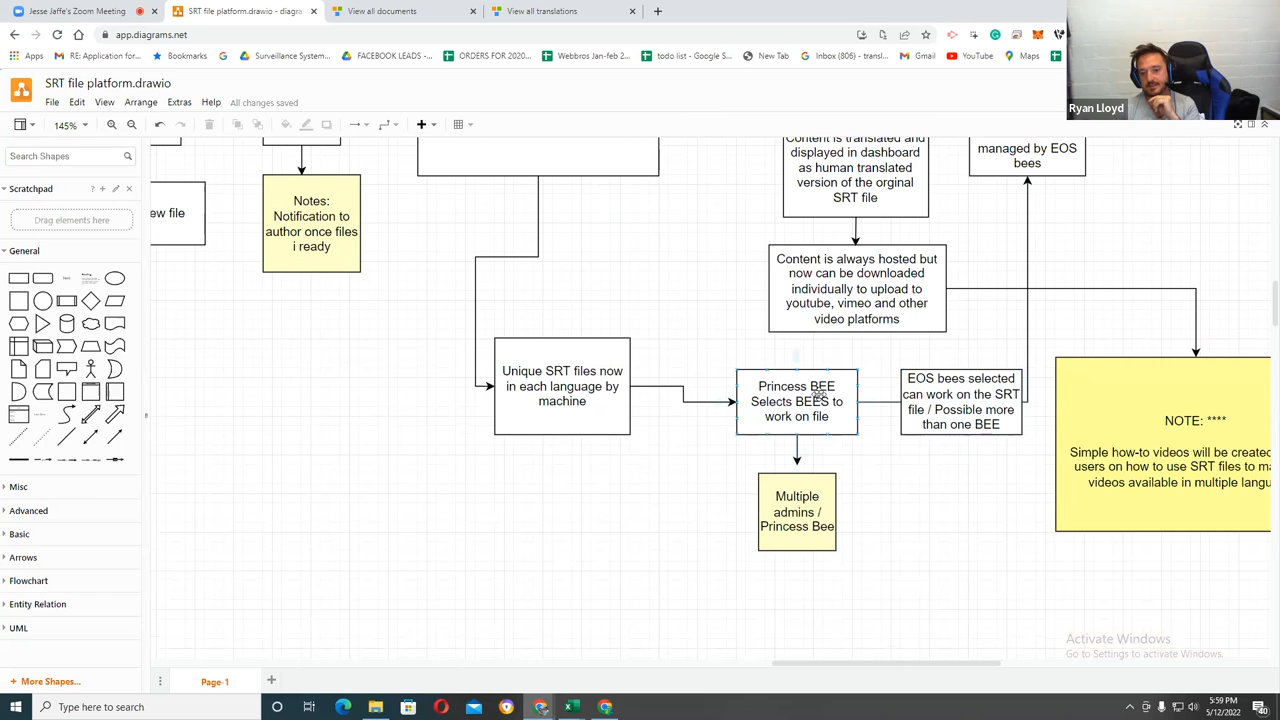 Jesse Jaffe's Zoom Meeting
SRT file platform.drawio - diagra
View all documents
View all translations
app.diagrams.net
Apps
RE: Application for...
Bookmarks
Surveillance System...
FACEBOOK LEADS -...
ORDERS FOR 2020...
Webbros Jan-feb 2...
todo list - Google S...
New Tab
Inbox (806) - transl...
Gmail
YouTube
Maps
Ryan Lloyd
SRT file platform.drawio
File Edit View Arrange Extras Help All changes saved
145%
Search Shapes
Scratchpad
Drag elements here
General
Misc
Advanced
Basic
Arrows
Flowchart
Entity Relation
UML
+ More Shapes...
ew file
Notes:
Notification to
author once files
i ready
Content is translated and
displayed in dashboard
as human translated
version of the orginal
SRT file
managed by EOS
bees
Content is always hosted but
now can be downloaded
individually to upload to
youtube, vimeo and other
video platforms
Unique SRT files now
in each language by
machine
Princess BEE
Selects BEES to
work on file
EOS bees selected
can work on the SRT
file / Possible more
than one BEE
Multiple
admins /
Princess Bee
NOTE: ****
Simple how-to videos will be created
users on how to use SRT files to ma
videos available in multiple langu
Activate Windows
Go to Settings to activate Windows.
Page-1
Type here to search
5:59 PM
5/12/2022
40